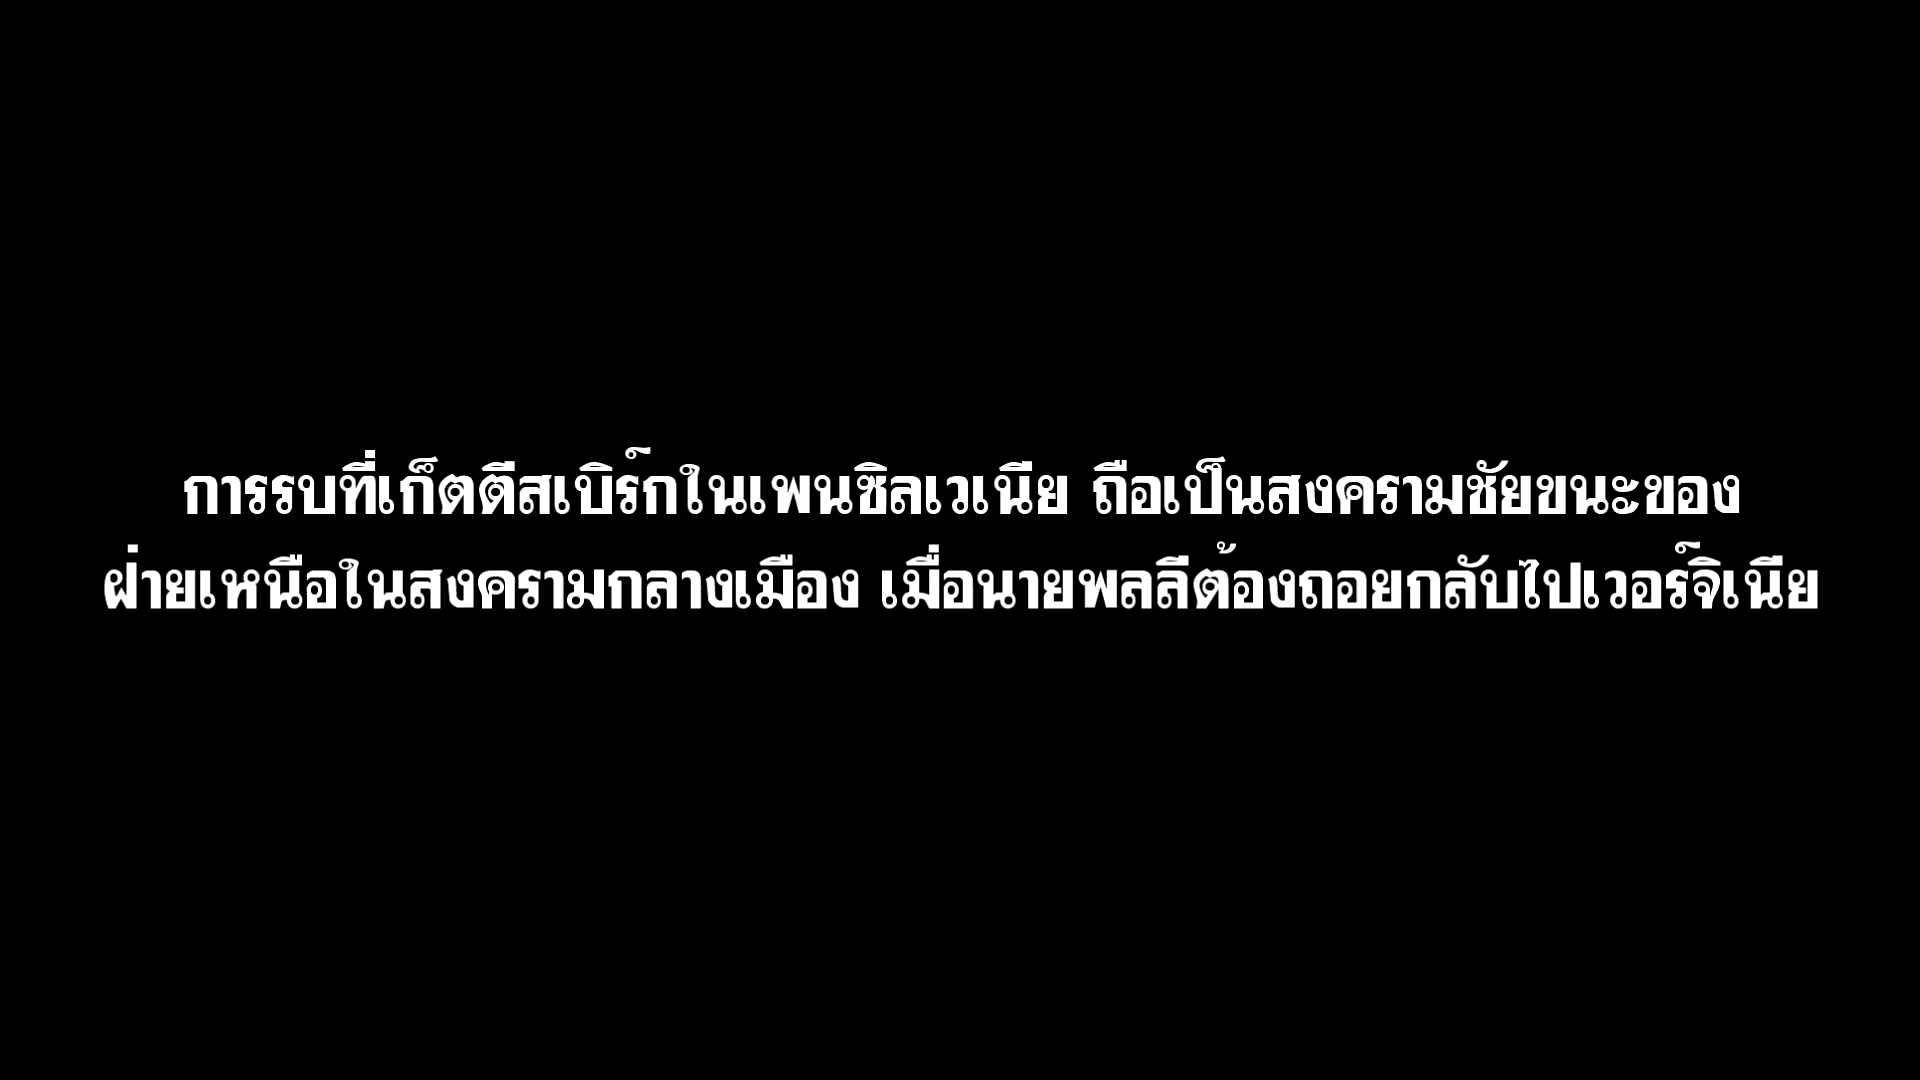 การรบที่เก็ตตีสเบิร์กในเพนซิลเวเนีย ถือเป็นสงครามชัยขนะของ
ฝ่ายเหนือในสงครามกลางเมือง เมื่อนายพลลีต้องถอยกลับไปเวอร์จิเนีย